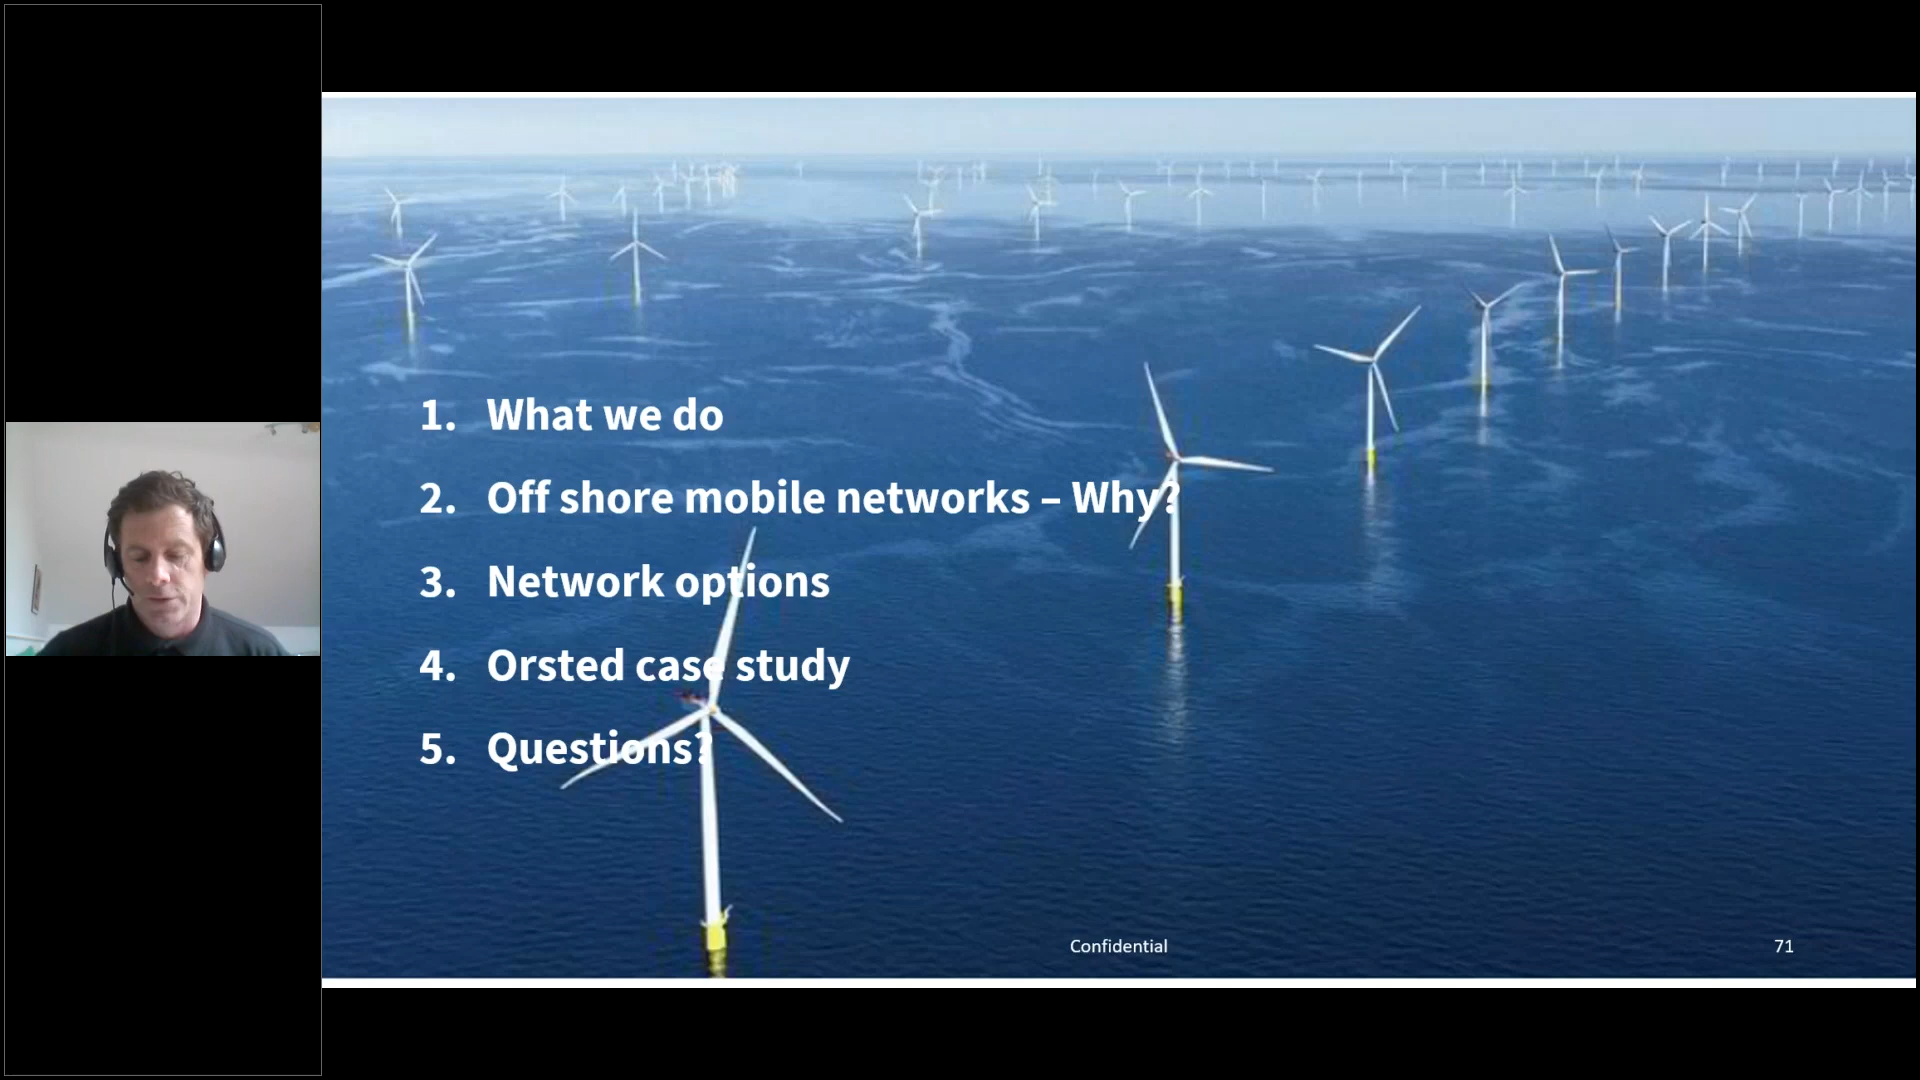 1. What we do
2. Off shore mobile networks – Why?
3. Network options
4. Orsted case study
5. Questions?
Confidential
71